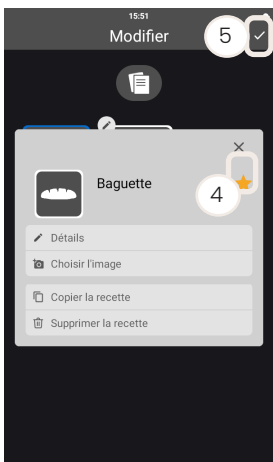 15:51
Modifier
5
Baguette
4
Détails
Choisir l'image
Copier la recette
Supprimer la recette